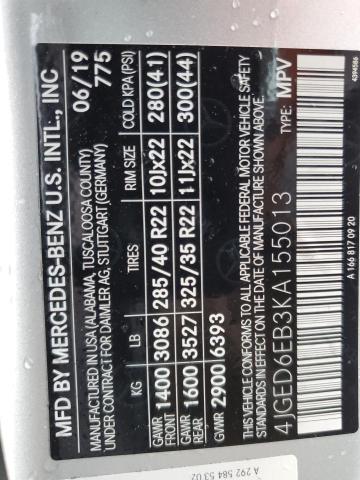 MFD BY MERCEDES-BENZ U.S. INTL., INC
MANUFACTURED IN USA (ALABAMA, TUSCALOOSA COUNTY) 06/19
UNDER CONTRACT FOR DAIMLER AG, STUTTGART (GERMANY) 775
KG LB TIRES RIM SIZE COLD KPA (PSI)
GAWR FRONT 1400 3086 285/40 R22 10JX22 280(41)
GAWR REAR 1600 3527 325/35 R22 11JX22 300(44)
GVWR 2900 6393
THIS VEHICLE CONFORMS TO ALL APPLICABLE FEDERAL MOTOR VEHICLE SAFETY
STANDARDS IN EFFECT ON THE DATE OF MANUFACTURE SHOWN ABOVE.
4JGED6EB3KA155013 TYPE: MPV
A 166 817 09 20
4394586
A 292 584 53 02